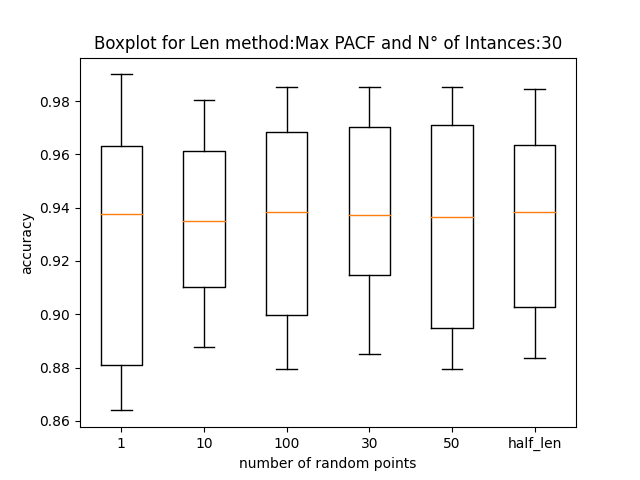 Boxplot for Len method:Max PACF and N° of Intances:30
accuracy
0.98
0.96
0.94
0.92
0.90
0.88
0.86
1 10 100 30 50 half_len
number of random points